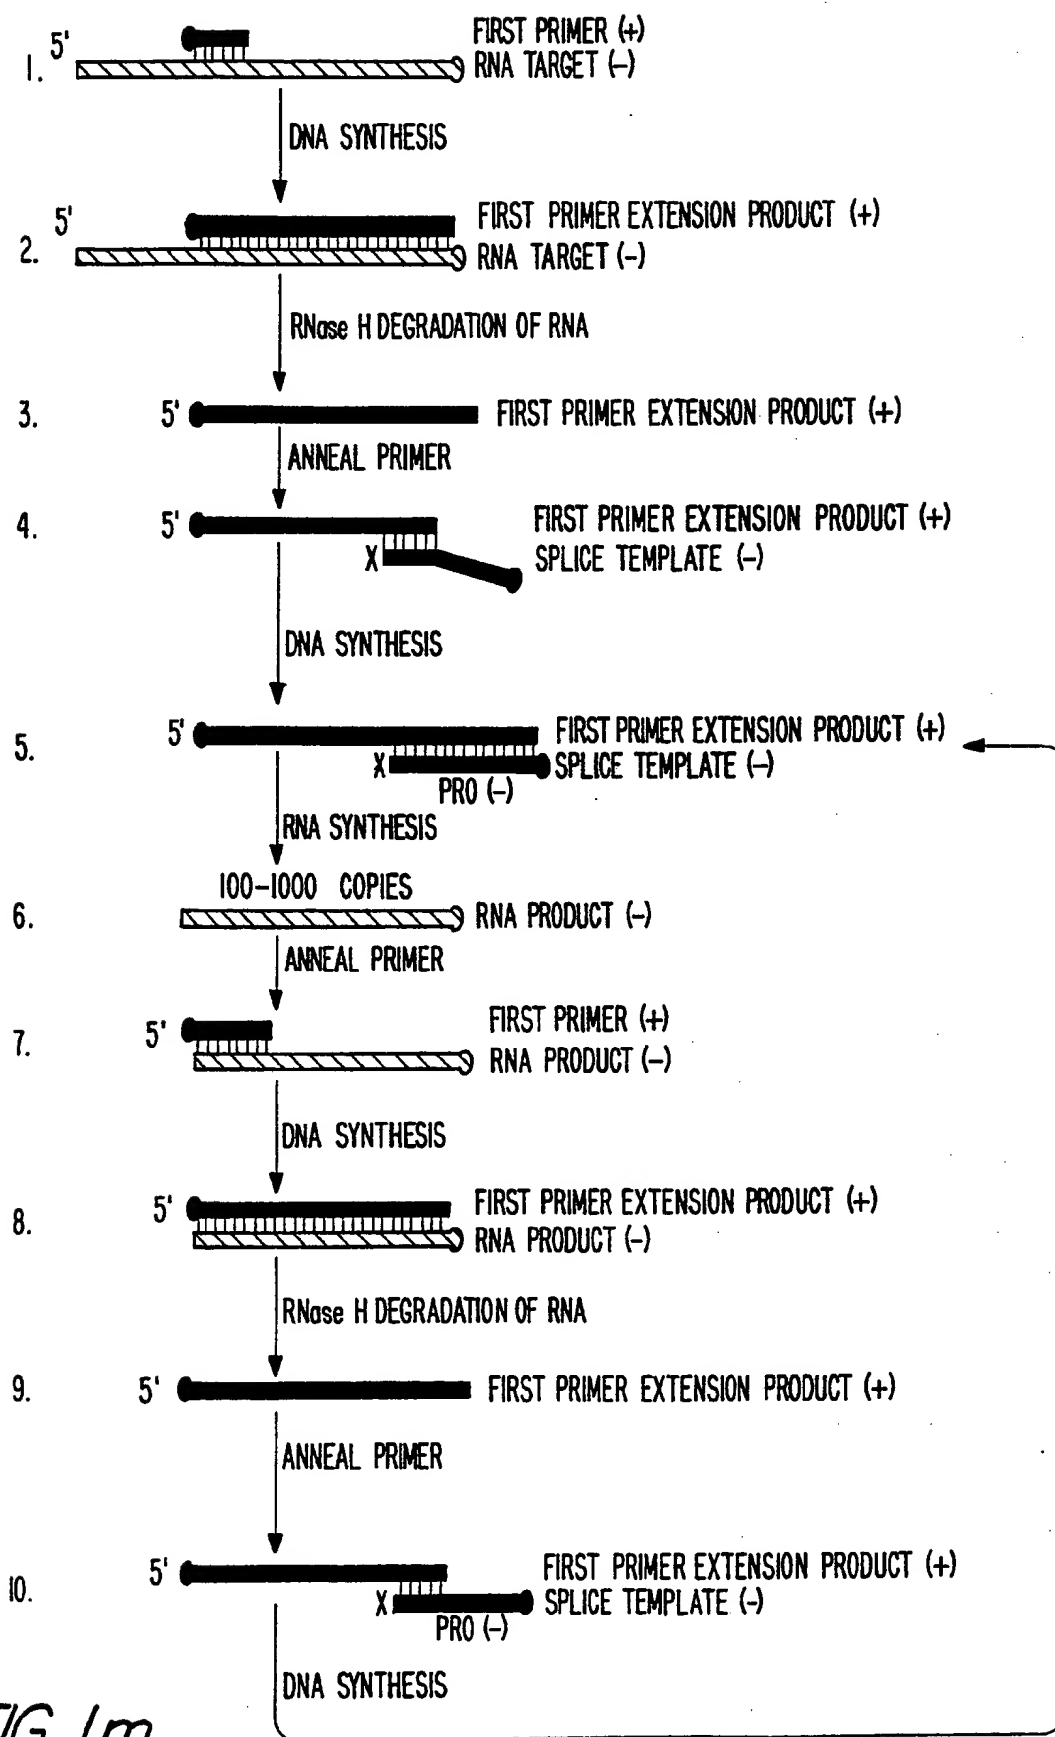 5' FIRST PRIMER (+)
1. RNA TARGET (-)
DNA SYNTHESIS
5' FIRST PRIMER EXTENSION PRODUCT (+)
2. RNA TARGET (-)
RNase H DEGRADATION OF RNA
3. 5' FIRST PRIMER EXTENSION PRODUCT (+)
ANNEAL PRIMER
4. 5' FIRST PRIMER EXTENSION PRODUCT (+)
X SPLICE TEMPLATE (-)
DNA SYNTHESIS
5' FIRST PRIMER EXTENSION PRODUCT (+)
5. X SPLICE TEMPLATE (-)
PRO (-)
RNA SYNTHESIS
100-1000 COPIES
6. RNA PRODUCT (-)
ANNEAL PRIMER
5' FIRST PRIMER (+)
7. RNA PRODUCT (-)
DNA SYNTHESIS
5' FIRST PRIMER EXTENSION PRODUCT (+)
8. RNA PRODUCT (-)
RNase H DEGRADATION OF RNA
9. 5' FIRST PRIMER EXTENSION PRODUCT (+)
ANNEAL PRIMER
5' FIRST PRIMER EXTENSION PRODUCT (+)
10. X SPLICE TEMPLATE (-)
PRO (-)
DNA SYNTHESIS
FIG. 1m